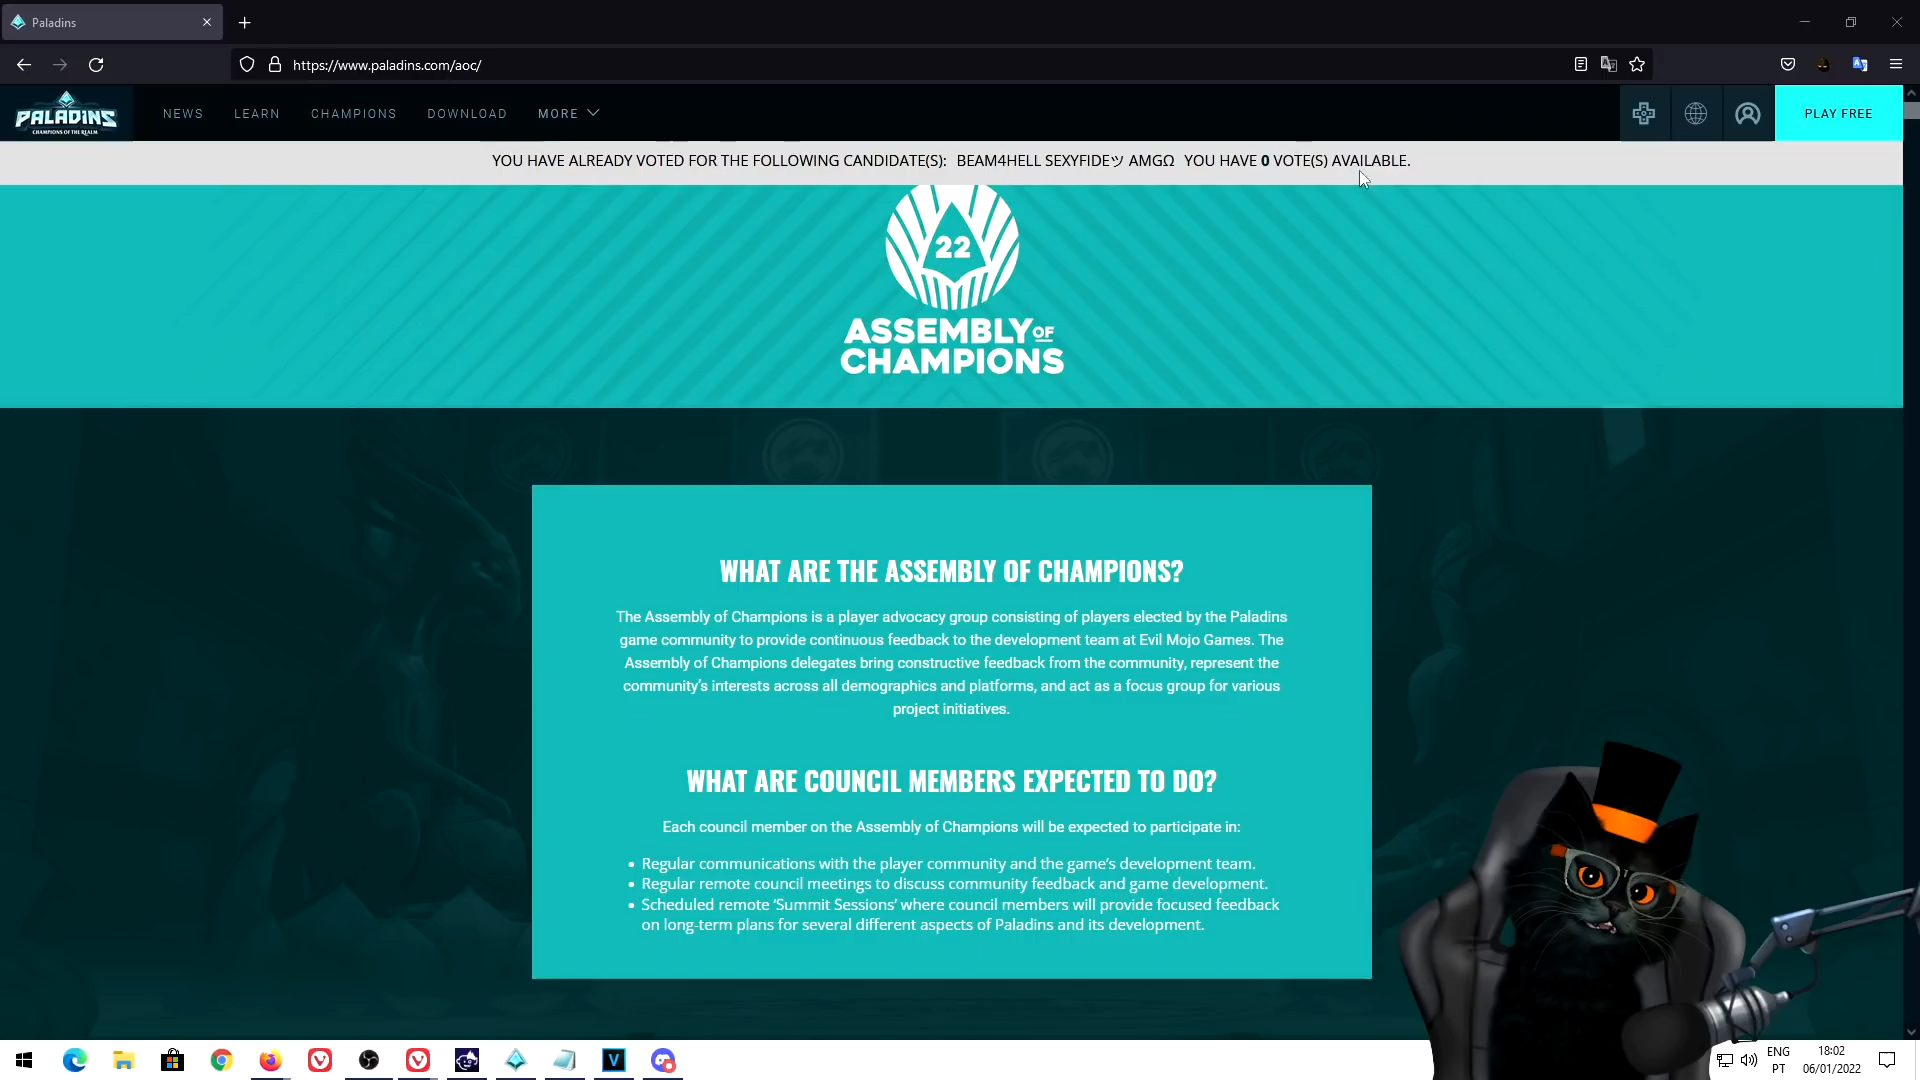 Paladins
https://www.paladins.com/aoc/
PALADINS
CHAMPIONS OF THE REALM
NEWS
LEARN
CHAMPIONS
DOWNLOAD
MORE
PLAY FREE
YOU HAVE ALREADY VOTED FOR THE FOLLOWING CANDIDATE(S): BEAM4HELL SEXYFIDEツ AMGΩ YOU HAVE 0 VOTE(S) AVAILABLE.
22
ASSEMBLY OF
CHAMPIONS
WHAT ARE THE ASSEMBLY OF CHAMPIONS?
The Assembly of Champions is a player advocacy group consisting of players elected by the Paladins
game community to provide continuous feedback to the development team at Evil Mojo Games. The
Assembly of Champions delegates bring constructive feedback from the community, represent the
community's interests across all demographics and platforms, and act as a focus group for various
project initiatives.
WHAT ARE COUNCIL MEMBERS EXPECTED TO DO?
Each council member on the Assembly of Champions will be expected to participate in:
• Regular communications with the player community and the game's development team.
• Regular remote council meetings to discuss community feedback and game development.
• Scheduled remote 'Summit Sessions' where council members will provide focused feedback
on long-term plans for several different aspects of Paladins and its development.
ENG
PT
18:02
06/01/2022